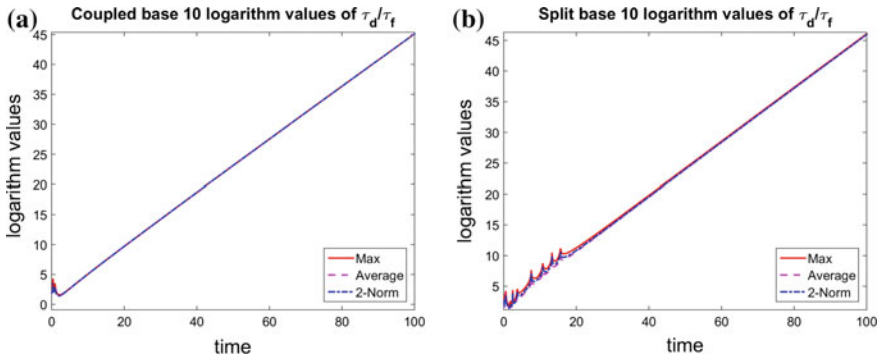 (a)
Coupled base 10 logarithm values of τd/τf
45
40
35
30
25
20
15
10
5
0
logarithm values
0 20 40 60 80 100
time
Max
Average
2-Norm
(b)
Split base 10 logarithm values of τd/τf
45
40
35
30
25
20
15
10
5
logarithm values
0 20 40 60 80 100
time
Max
Average
2-Norm